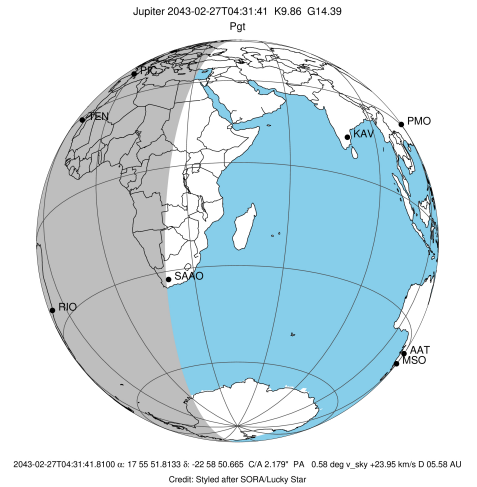 Jupiter 2043-02-27T04:31:41 K9.86 G14.39
Pgt
PIC
TEN
PMO
KAV
SAAO
RIO
AAT
MSO
2043-02-27T04:31:41.8100 α: 17 55 51.8133 δ: -22 58 50.665 C/A 2.179" PA 0.58 deg v_sky +23.95 km/s D 05.58 AU
Credit: Styled after SORA/Lucky Star